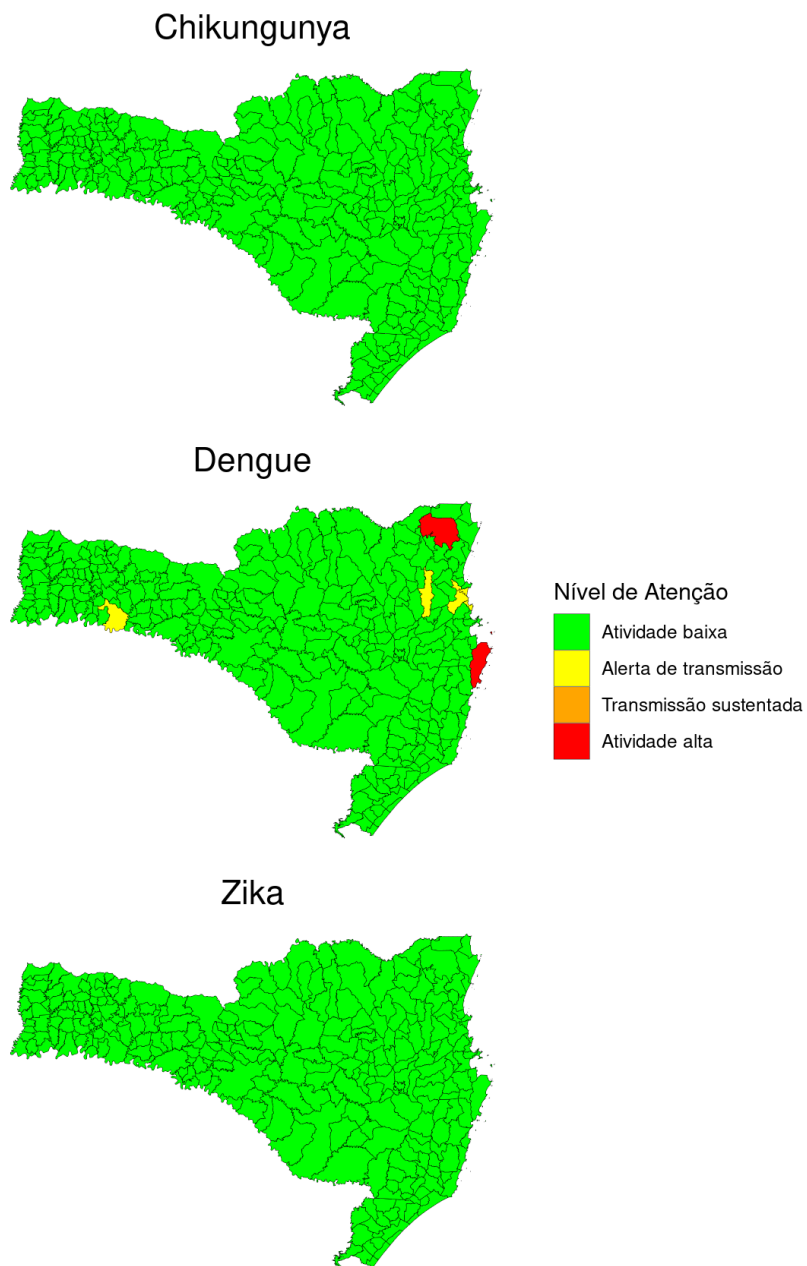 Chikungunya
Dengue
Nível de Atenção
Atividade baixa
Alerta de transmissão
Transmissão sustentada
Atividade alta
Zika